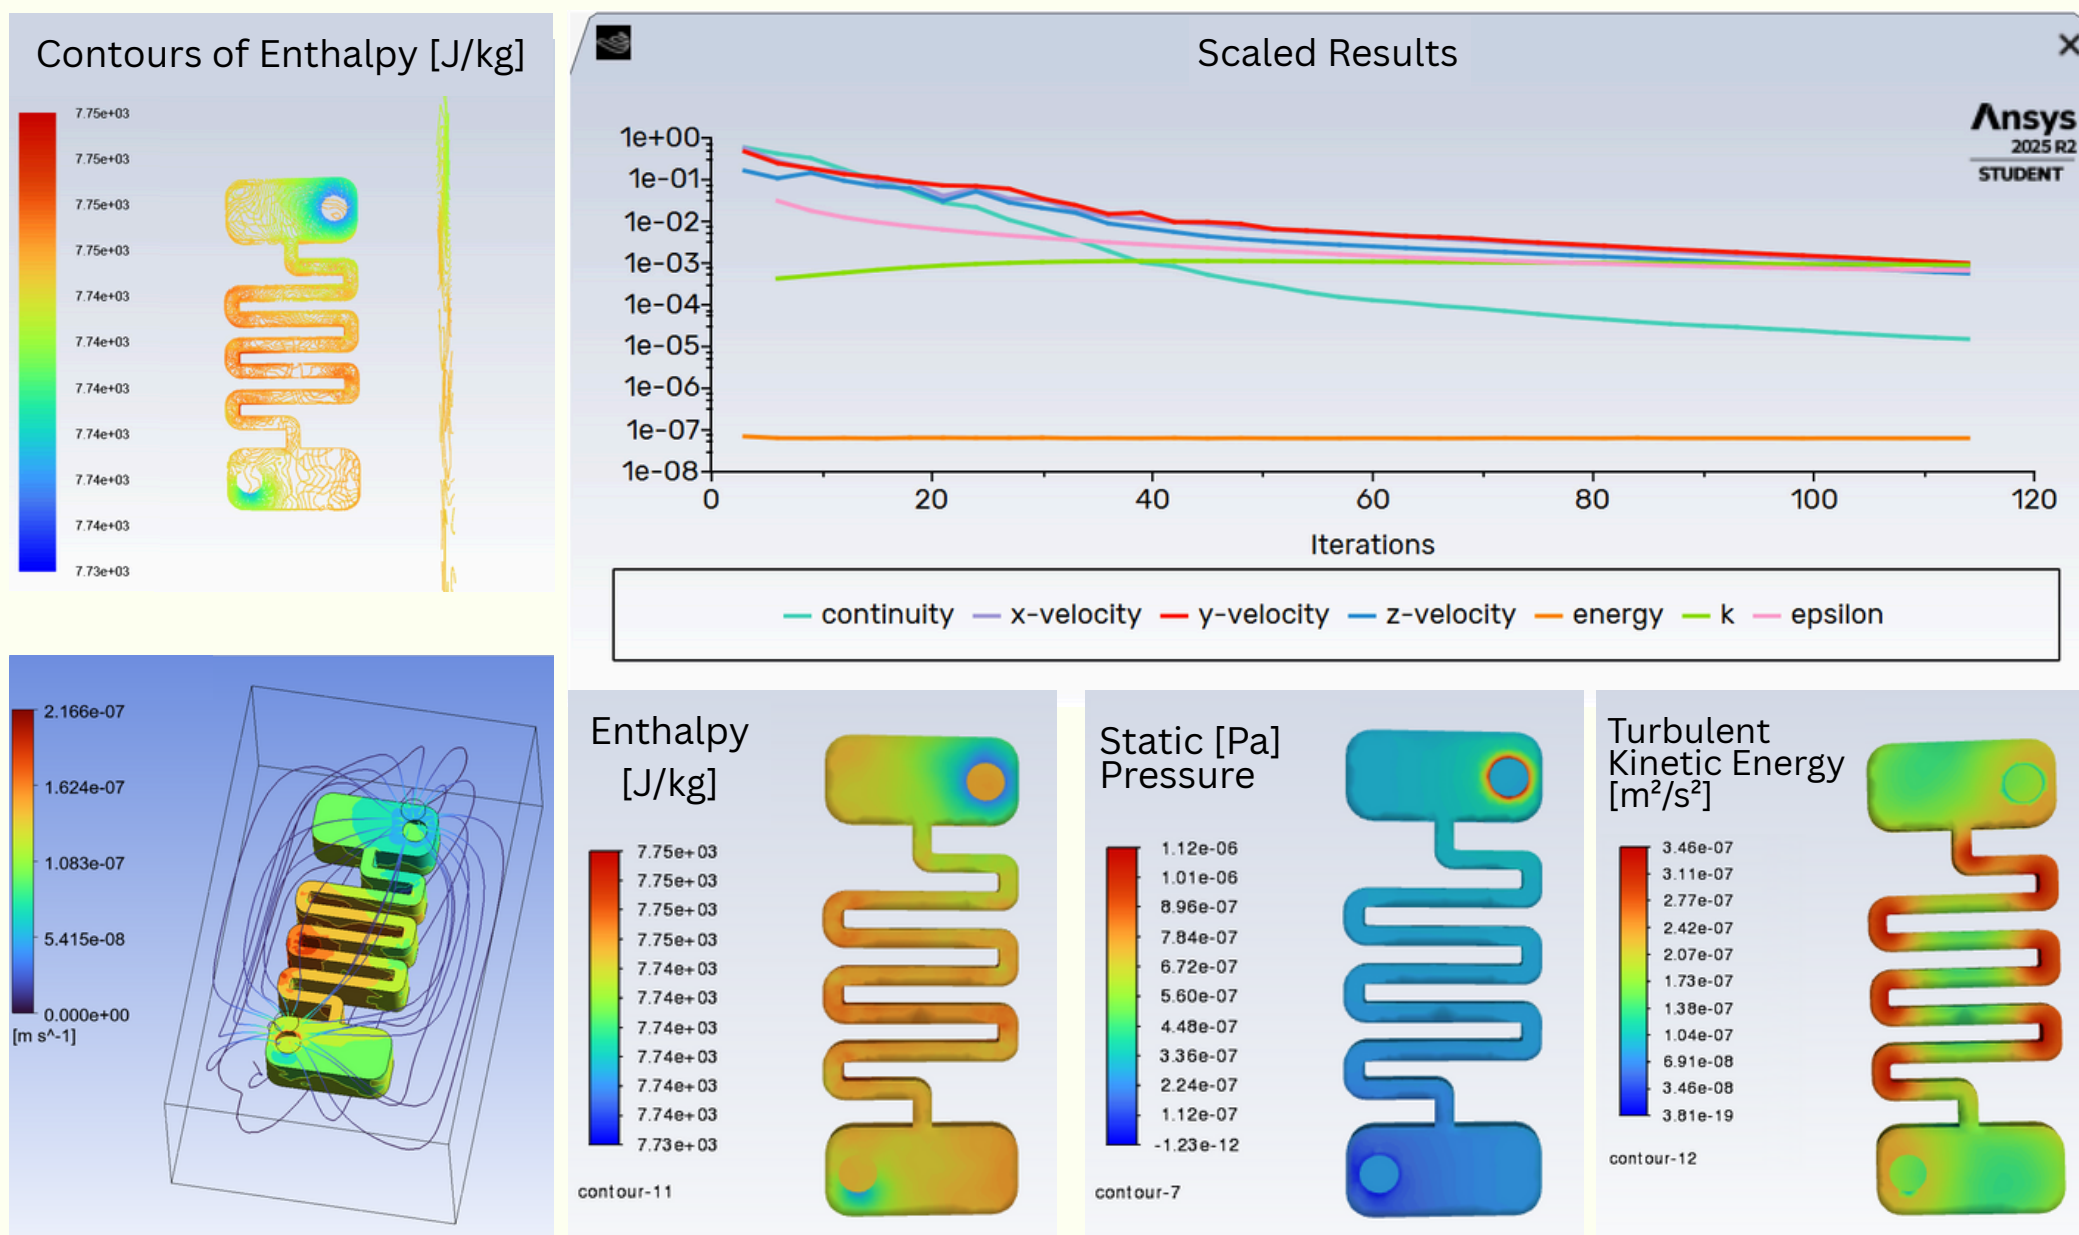 Contours of Enthalpy [J/kg]
7.75e+03
7.75e+03
7.75e+03
7.75e+03
7.74e+03
7.74e+03
7.74e+03
7.74e+03
7.74e+03
7.74e+03
7.73e+03
Scaled Results
Ansys
2025 R2
STUDENT
1e+00
1e-01
1e-02
1e-03
1e-04
1e-05
1e-06
1e-07
1e-08
0 20 40 60 80 100 120
Iterations
continuity x-velocity y-velocity z-velocity energy k epsilon
2.166e-07
1.624e-07
1.083e-07
5.415e-08
0.000e+00
[m s^-1]
Enthalpy
[J/kg]
7.75e+03
7.75e+03
7.75e+03
7.75e+03
7.74e+03
7.74e+03
7.74e+03
7.74e+03
7.74e+03
7.74e+03
7.73e+03
contour-11
Static [Pa]
Pressure
1.12e-06
1.01e-06
8.96e-07
7.84e-07
6.72e-07
5.60e-07
4.48e-07
3.36e-07
2.24e-07
1.12e-07
-1.23e-12
contour-7
Turbulent
Kinetic Energy
[m²/s²]
3.46e-07
3.11e-07
2.77e-07
2.42e-07
2.07e-07
1.73e-07
1.38e-07
1.04e-07
6.91e-08
3.46e-08
3.81e-19
contour-12